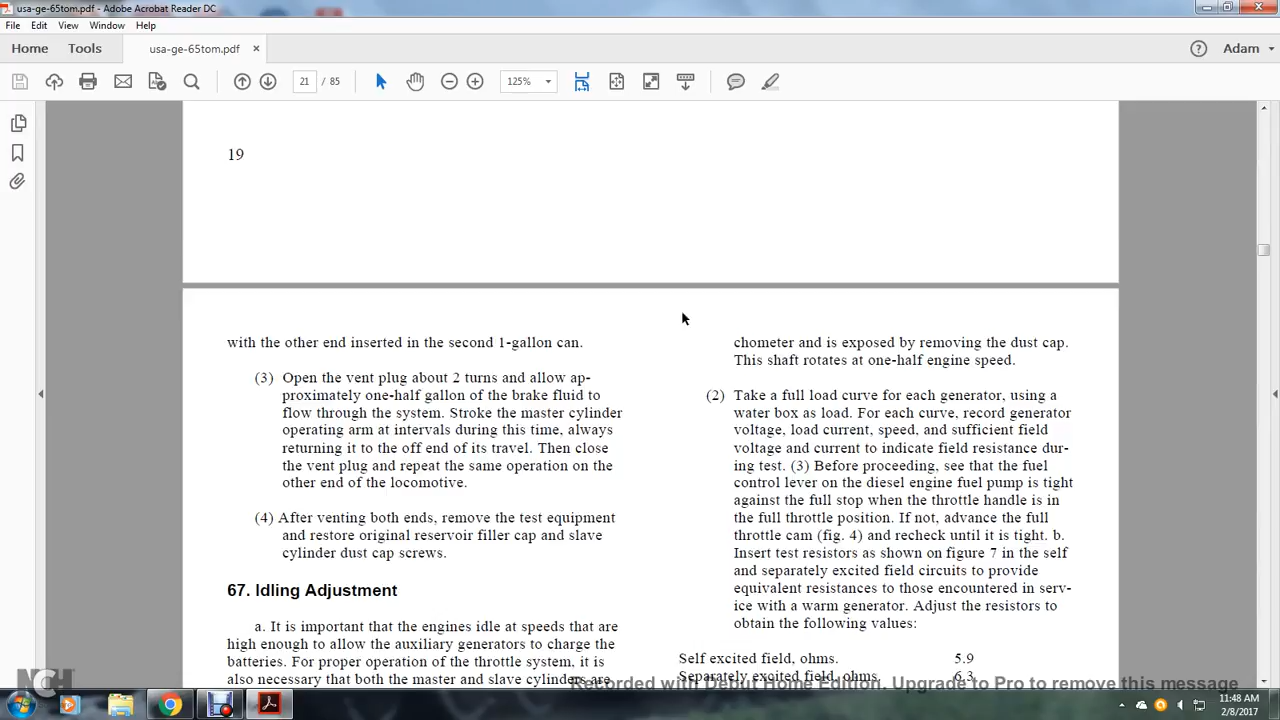 usa-ge-65tom.pdf - Adobe Acrobat Reader DC
File Edit View Window Help
Home Tools usa-ge-65tom.pdf × Adam
21 / 85 125%
19
with the other end inserted in the second 1-gallon can.
(3) Open the vent plug about 2 turns and allow ap-
proximately one-half gallon of the brake fluid to
flow through the system. Stroke the master cylinder
operating arm at intervals during this time, always
returning it to the off end of its travel. Then close
the vent plug and repeat the same operation on the
other end of the locomotive.
(4) After venting both ends, remove the test equipment
and restore original reservoir filler cap and slave
cylinder dust cap screws.
67. Idling Adjustment
a. It is important that the engines idle at speeds that are
high enough to allow the auxiliary generators to charge the
batteries. For proper operation of the throttle system, it is
also necessary that both the master and slave cylinders are
chometer and is exposed by removing the dust cap.
This shaft rotates at one-half engine speed.
(2) Take a full load curve for each generator, using a
water box as load. For each curve, record generator
voltage, load current, speed, and sufficient field
voltage and current to indicate field resistance dur-
ing test. (3) Before proceeding, see that the fuel
control lever on the diesel engine fuel pump is tight
against the full stop when the throttle handle is in
the full throttle position. If not, advance the full
throttle cam (fig. 4) and recheck until it is tight. b.
Insert test resistors as shown on figure 7 in the self
and separately excited field circuits to provide
equivalent resistances to those encountered in serv-
ice with a warm generator. Adjust the resistors to
obtain the following values:
Self excited field, ohms. 5.9
Separately excited field, ohms. 6.3
NCH
Recorded with Debut Home Edition. Upgrade to Pro to remove this message
11:48 AM
2/8/2017